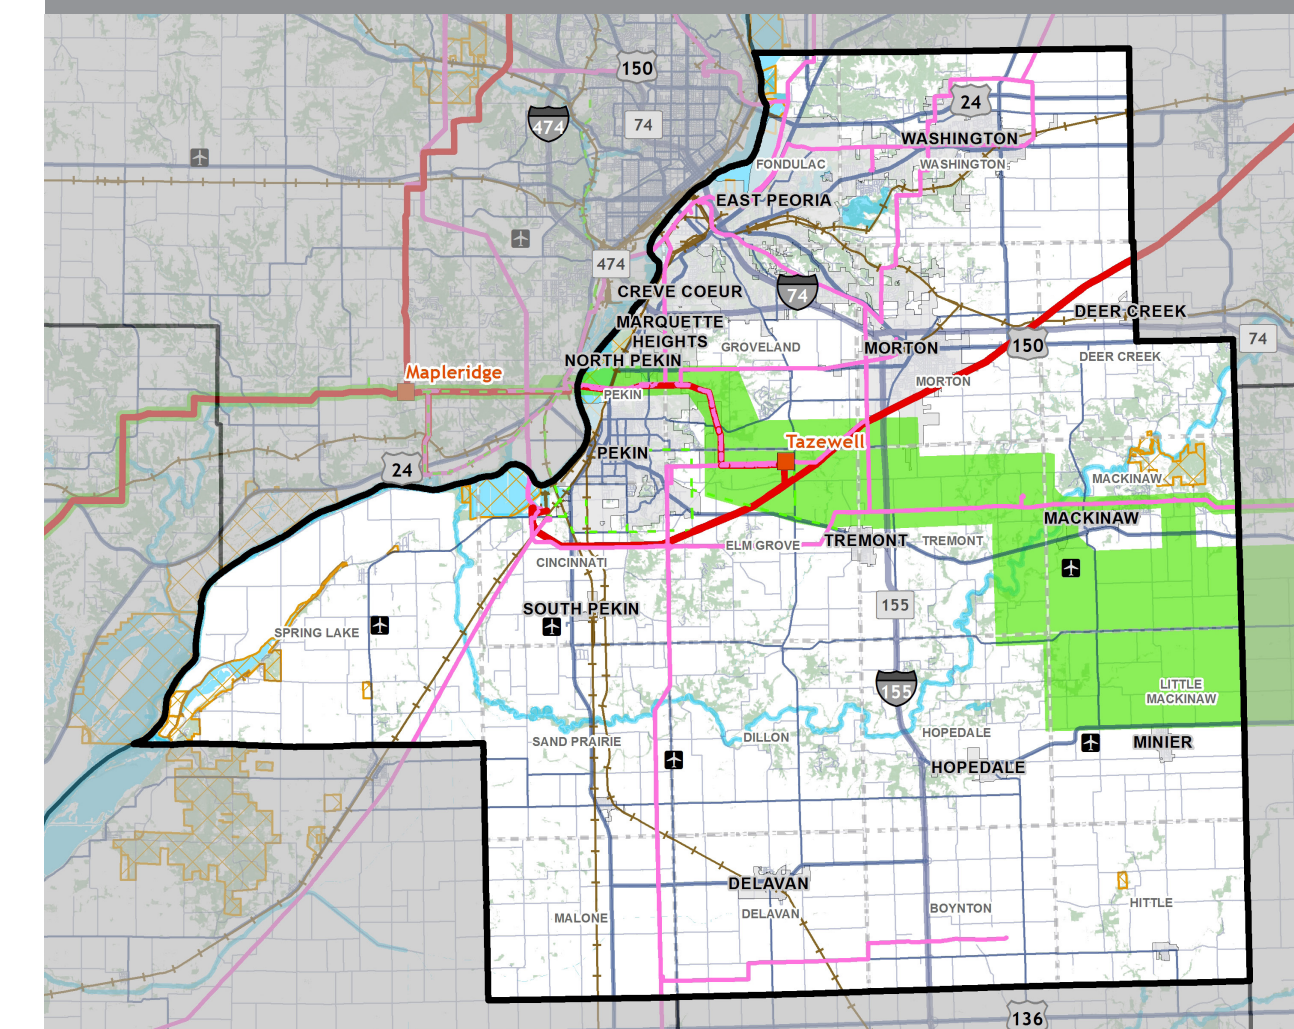 150
24
474
74
WASHINGTON
FONDULAC
WASHINGTON
EAST PEORIA
474
CREVE COEUR
74
MARQUETTE
HEIGHTS
DEER CREEK
150
74
GROVELAND
MORTON
NORTH PEKIN
DEER CREEK
Mapleridge
MORTON
PEKIN
Tazewell
PEKIN
24
MACKINAW
MACKINAW
TREMONT
TREMONT
ELM GROVE
CINCINNATI
155
SOUTH PEKIN
SPRING LAKE
155
LITTLE
MACKINAW
HOPEDALE
DILLON
SAND PRAIRIE
MINIER
HOPEDALE
DELAVAN
HITTLE
BOYNTON
DELAVAN
MALONE
136